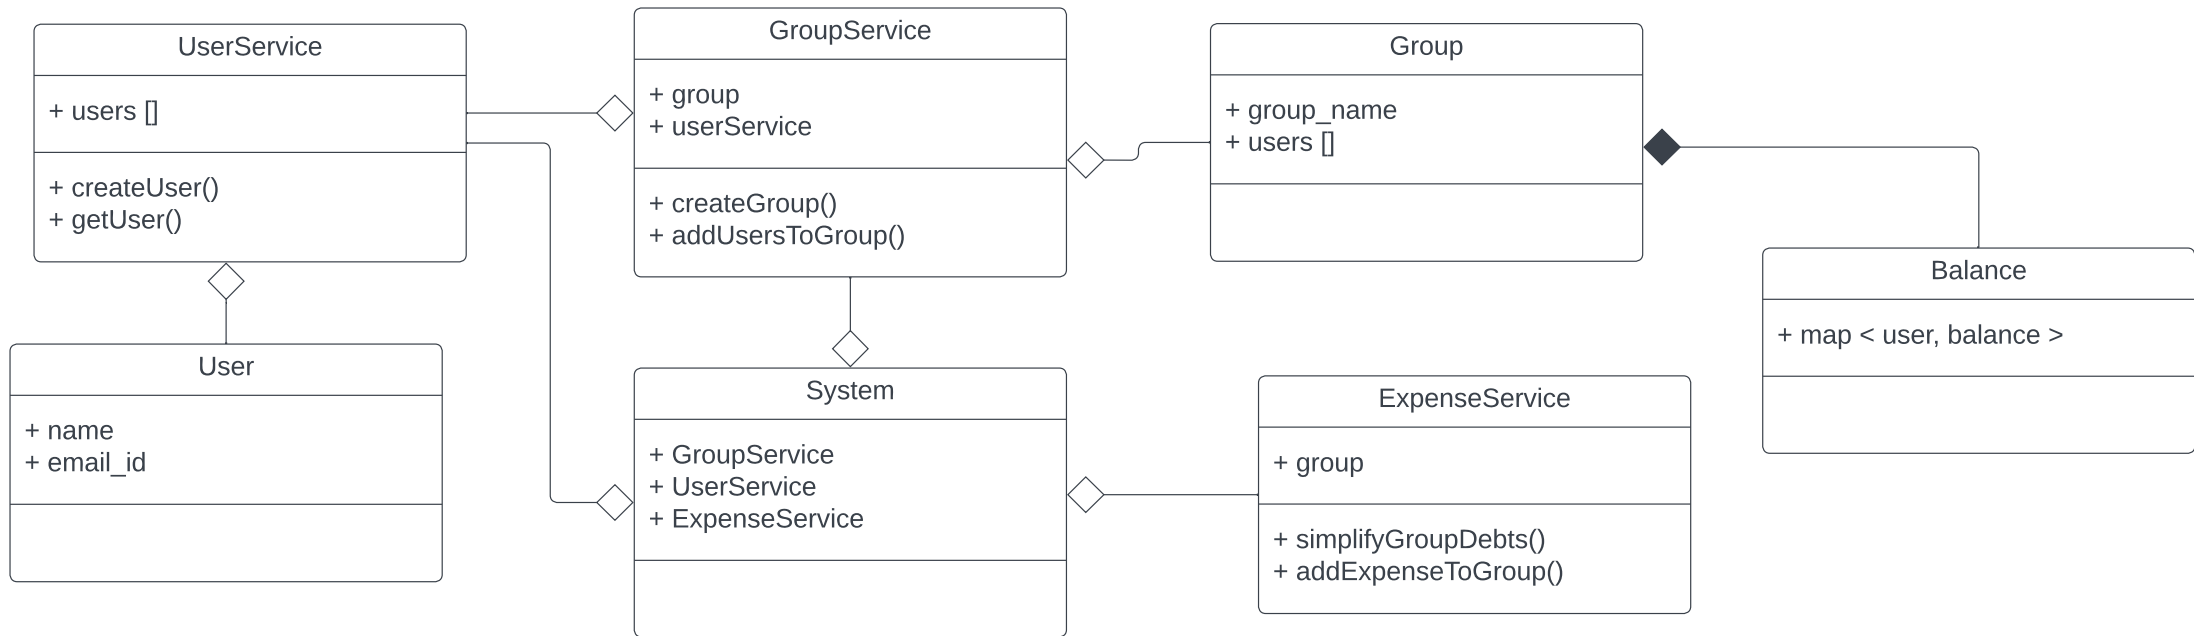 UserService
+ users []
+ createUser()
+ getUser()
GroupService
+ group
+ userService
+ createGroup()
+ addUsersToGroup()
Group
+ group_name
+ users []
Balance
+ map < user, balance >
User
+ name
+ email_id
System
+ GroupService
+ UserService
+ ExpenseService
ExpenseService
+ group
+ simplifyGroupDebts()
+ addExpenseToGroup()